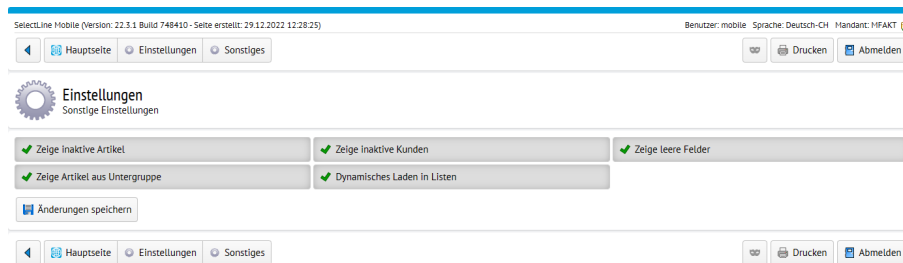 SelectLine Mobile (Version: 22.3.1 Build 748410 - Seite erstellt: 29.12.2022 12:28:25) Benutzer: mobile Sprache: Deutsch-CH Mandant: MFAKT
Hauptseite Einstellungen Sonstiges Drucken Abmelden
Einstellungen
Sonstige Einstellungen
Zeige inaktive Artikel Zeige inaktive Kunden Zeige leere Felder
Zeige Artikel aus Untergruppe Dynamisches Laden in Listen
Änderungen speichern
Hauptseite Einstellungen Sonstiges Drucken Abmelden